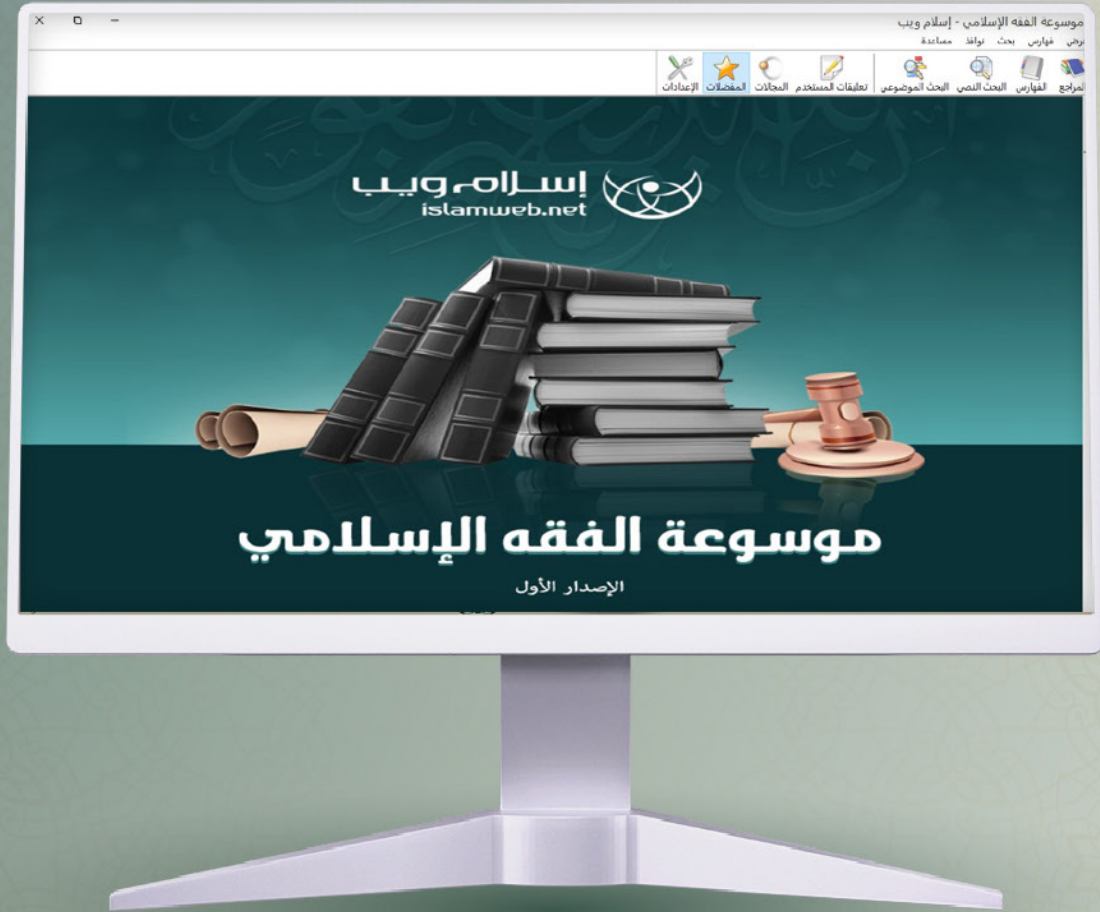 موسوعة الفقه الإسلامي - إسلام ويب
فهارس بحث نوافذ مساعدة
الفهارس البحث النصي البحث الموضوعي تعليقات المستخدم المجالات المفضلات الإعدادات
إسلام ويب
islamweb.net
موسوعة الفقه الإسلامي
الإصدار الأول